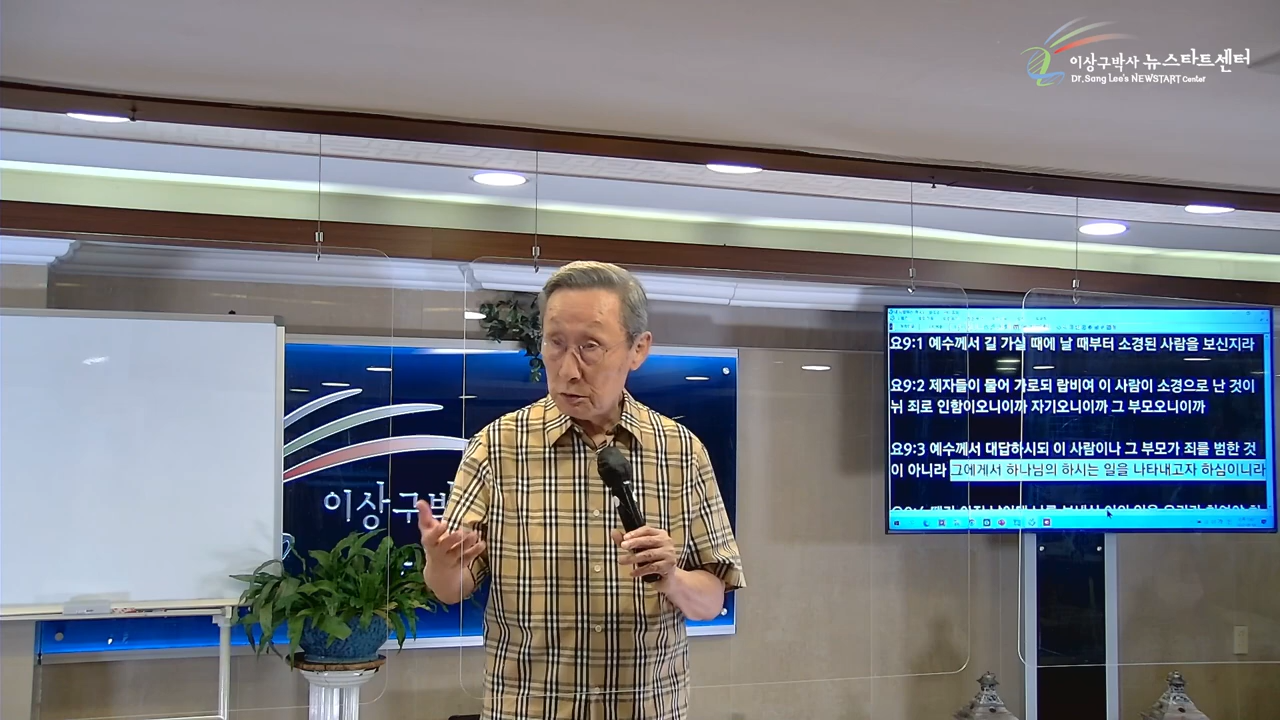 이상구박사 뉴스타트센터
Dr. Sang Lee's NEWSTART Center
요9:1 예수께서 길 가실 때에 날 때부터 소경된 사람을 보신지라
요9:2 제자들이 물어 가로되 랍비여 이 사람이 소경으로 난 것이
뉘 죄로 인함이오니이까 자기오니이까 그 부모오니이까
요9:3 예수께서 대답하시되 이 사람이나 그 부모가 죄를 범한 것
이 아니라 그에게서 하나님의 하시는 일을 나타내고자 하심이니라
이상구